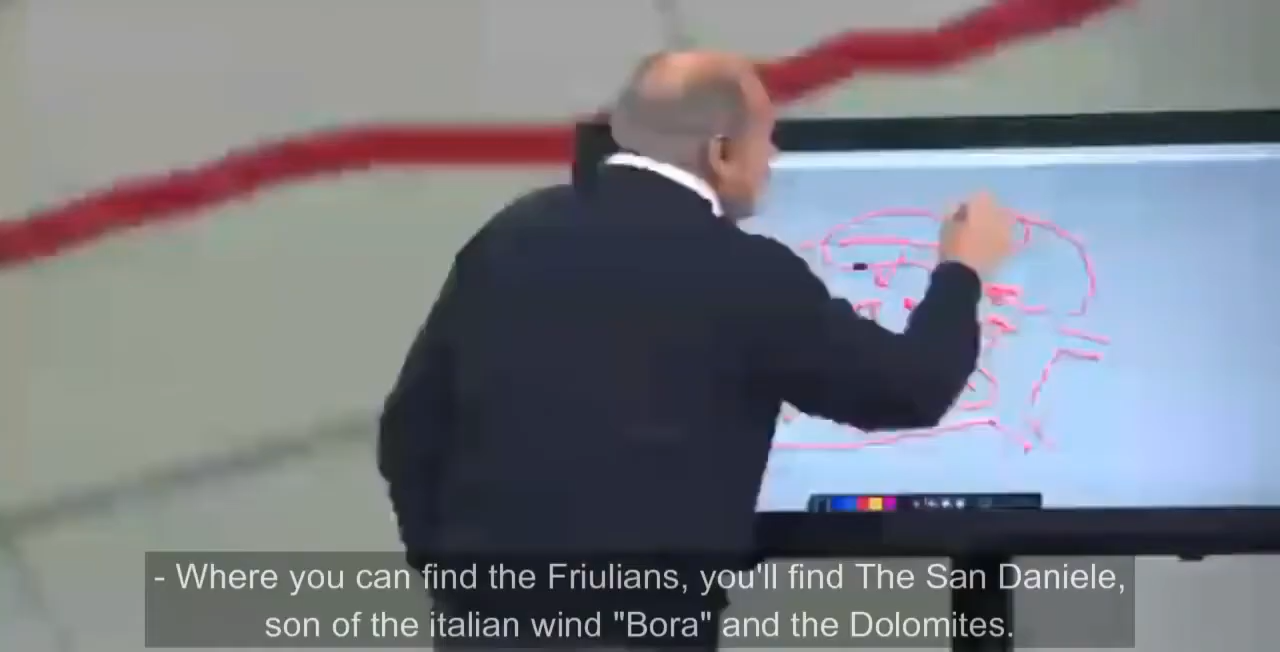 - Where you can find the Friulians, you'll find The San Daniele,
son of the italian wind "Bora" and the Dolomites.